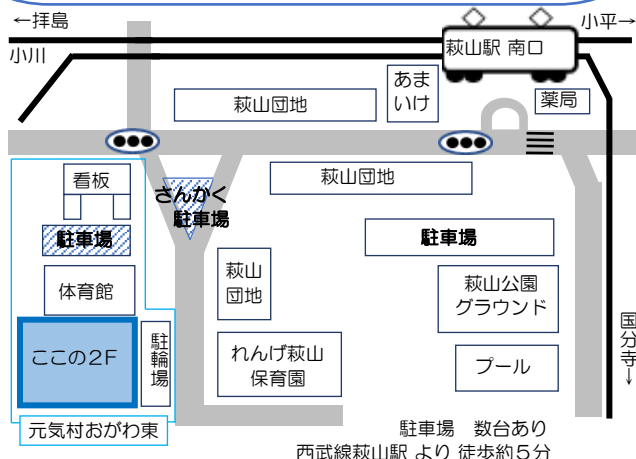 ←拝島
小平→
小川
萩山駅 南口
あま
いけ
薬局
萩山団地
看板
さんかく
駐車場
萩山団地
駐車場
駐車場
体育館
萩山
団地
萩山公園
グラウンド
国分寺→
ここの2F
駐輪場
れんげ萩山
保育園
プール
元気村おがわ東
駐車場 数台あり
西武線萩山駅 より 徒歩約5分